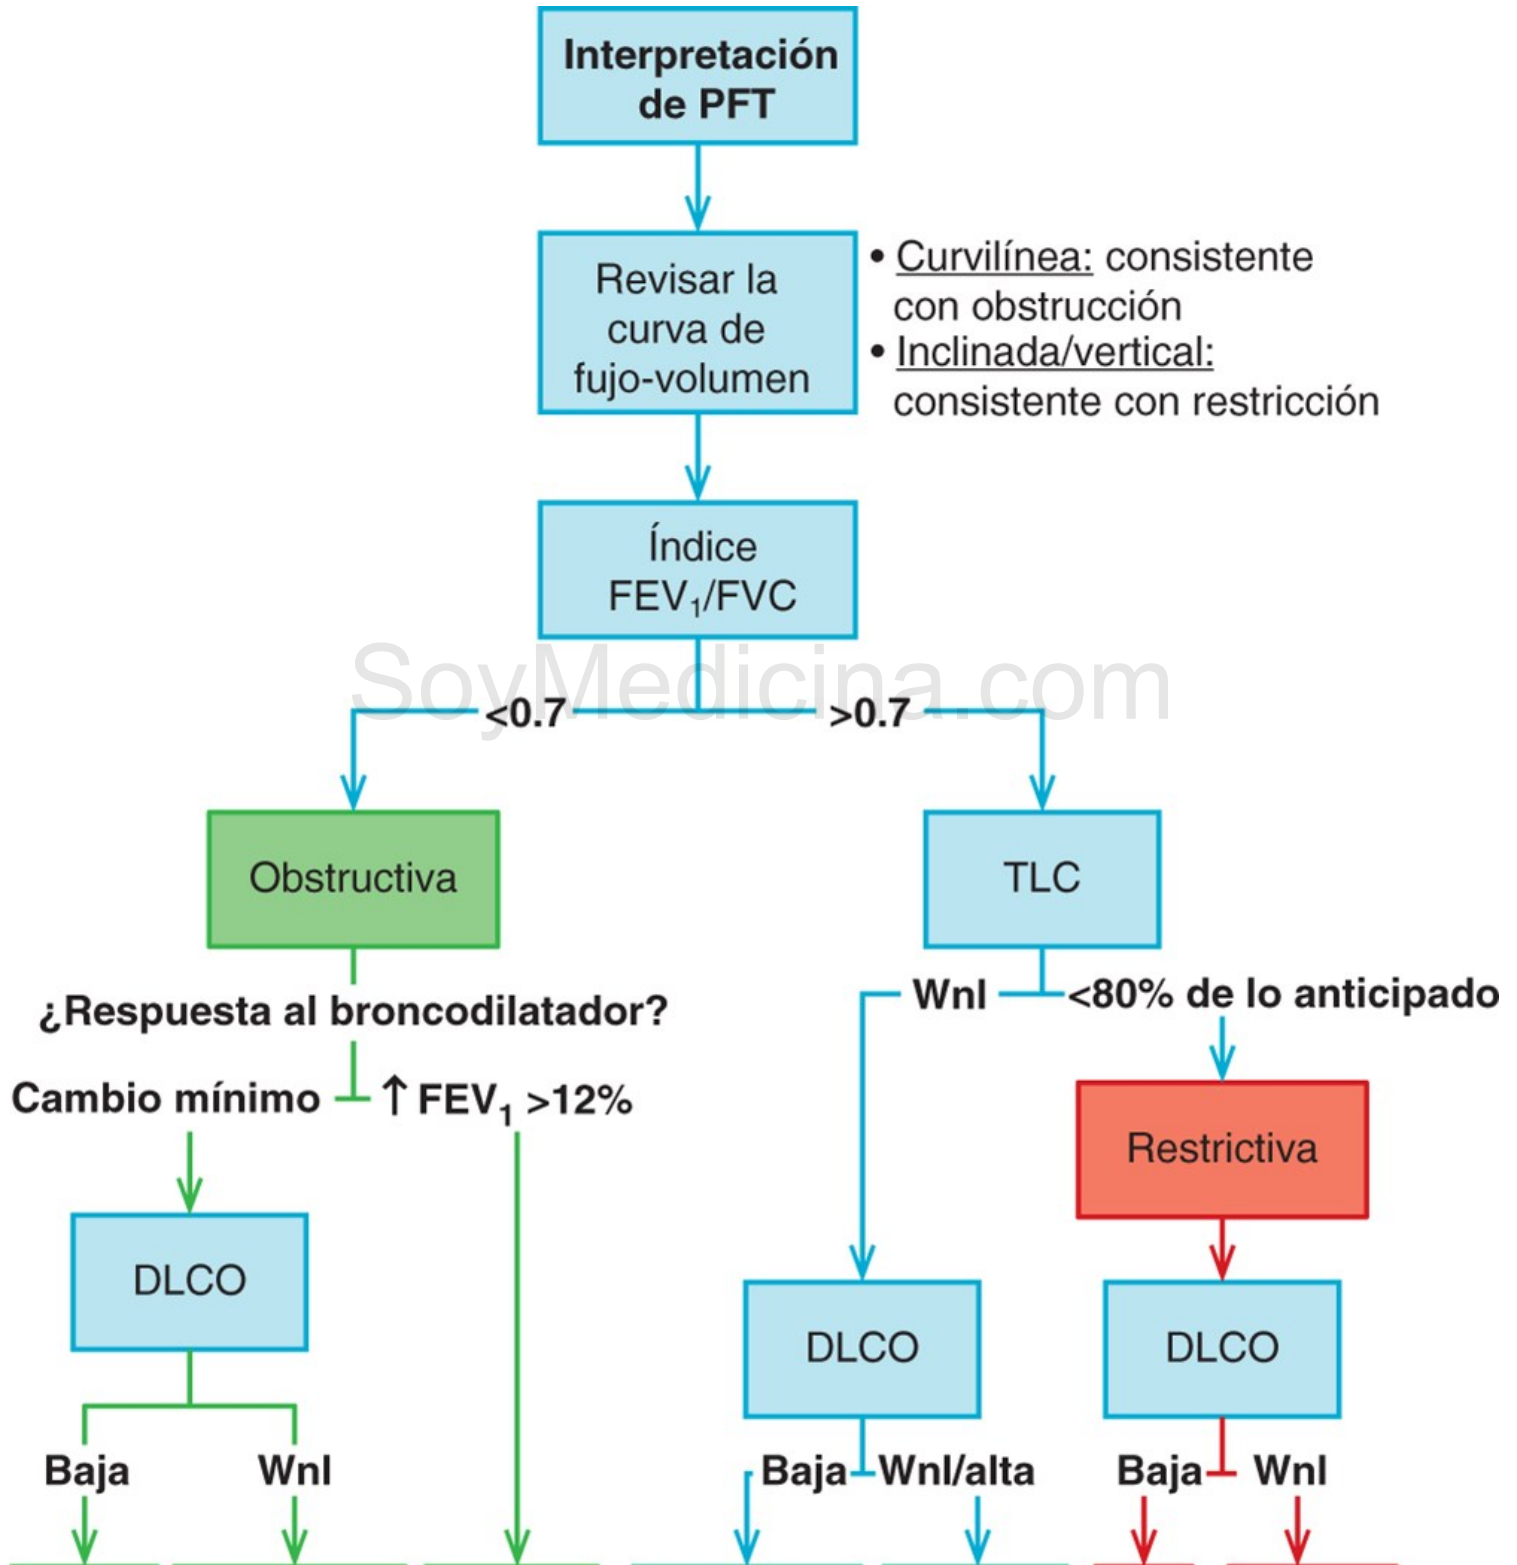 Interpretación
de PFT
Revisar la
curva de
fujo-volumen
• Curvilínea: consistente
con obstrucción
• Inclinada/vertical:
consistente con restricción
Índice
FEV₁/FVC
SoyMedicina.com
<0.7
>0.7
Obstructiva
TLC
¿Respuesta al broncodilatador?
Wnl
<80% de lo anticipado
Cambio mínimo
↑ FEV₁ >12%
Restrictiva
DLCO
DLCO
DLCO
Baja
Wnl
Baja
Wnl/alta
Baja
Wnl